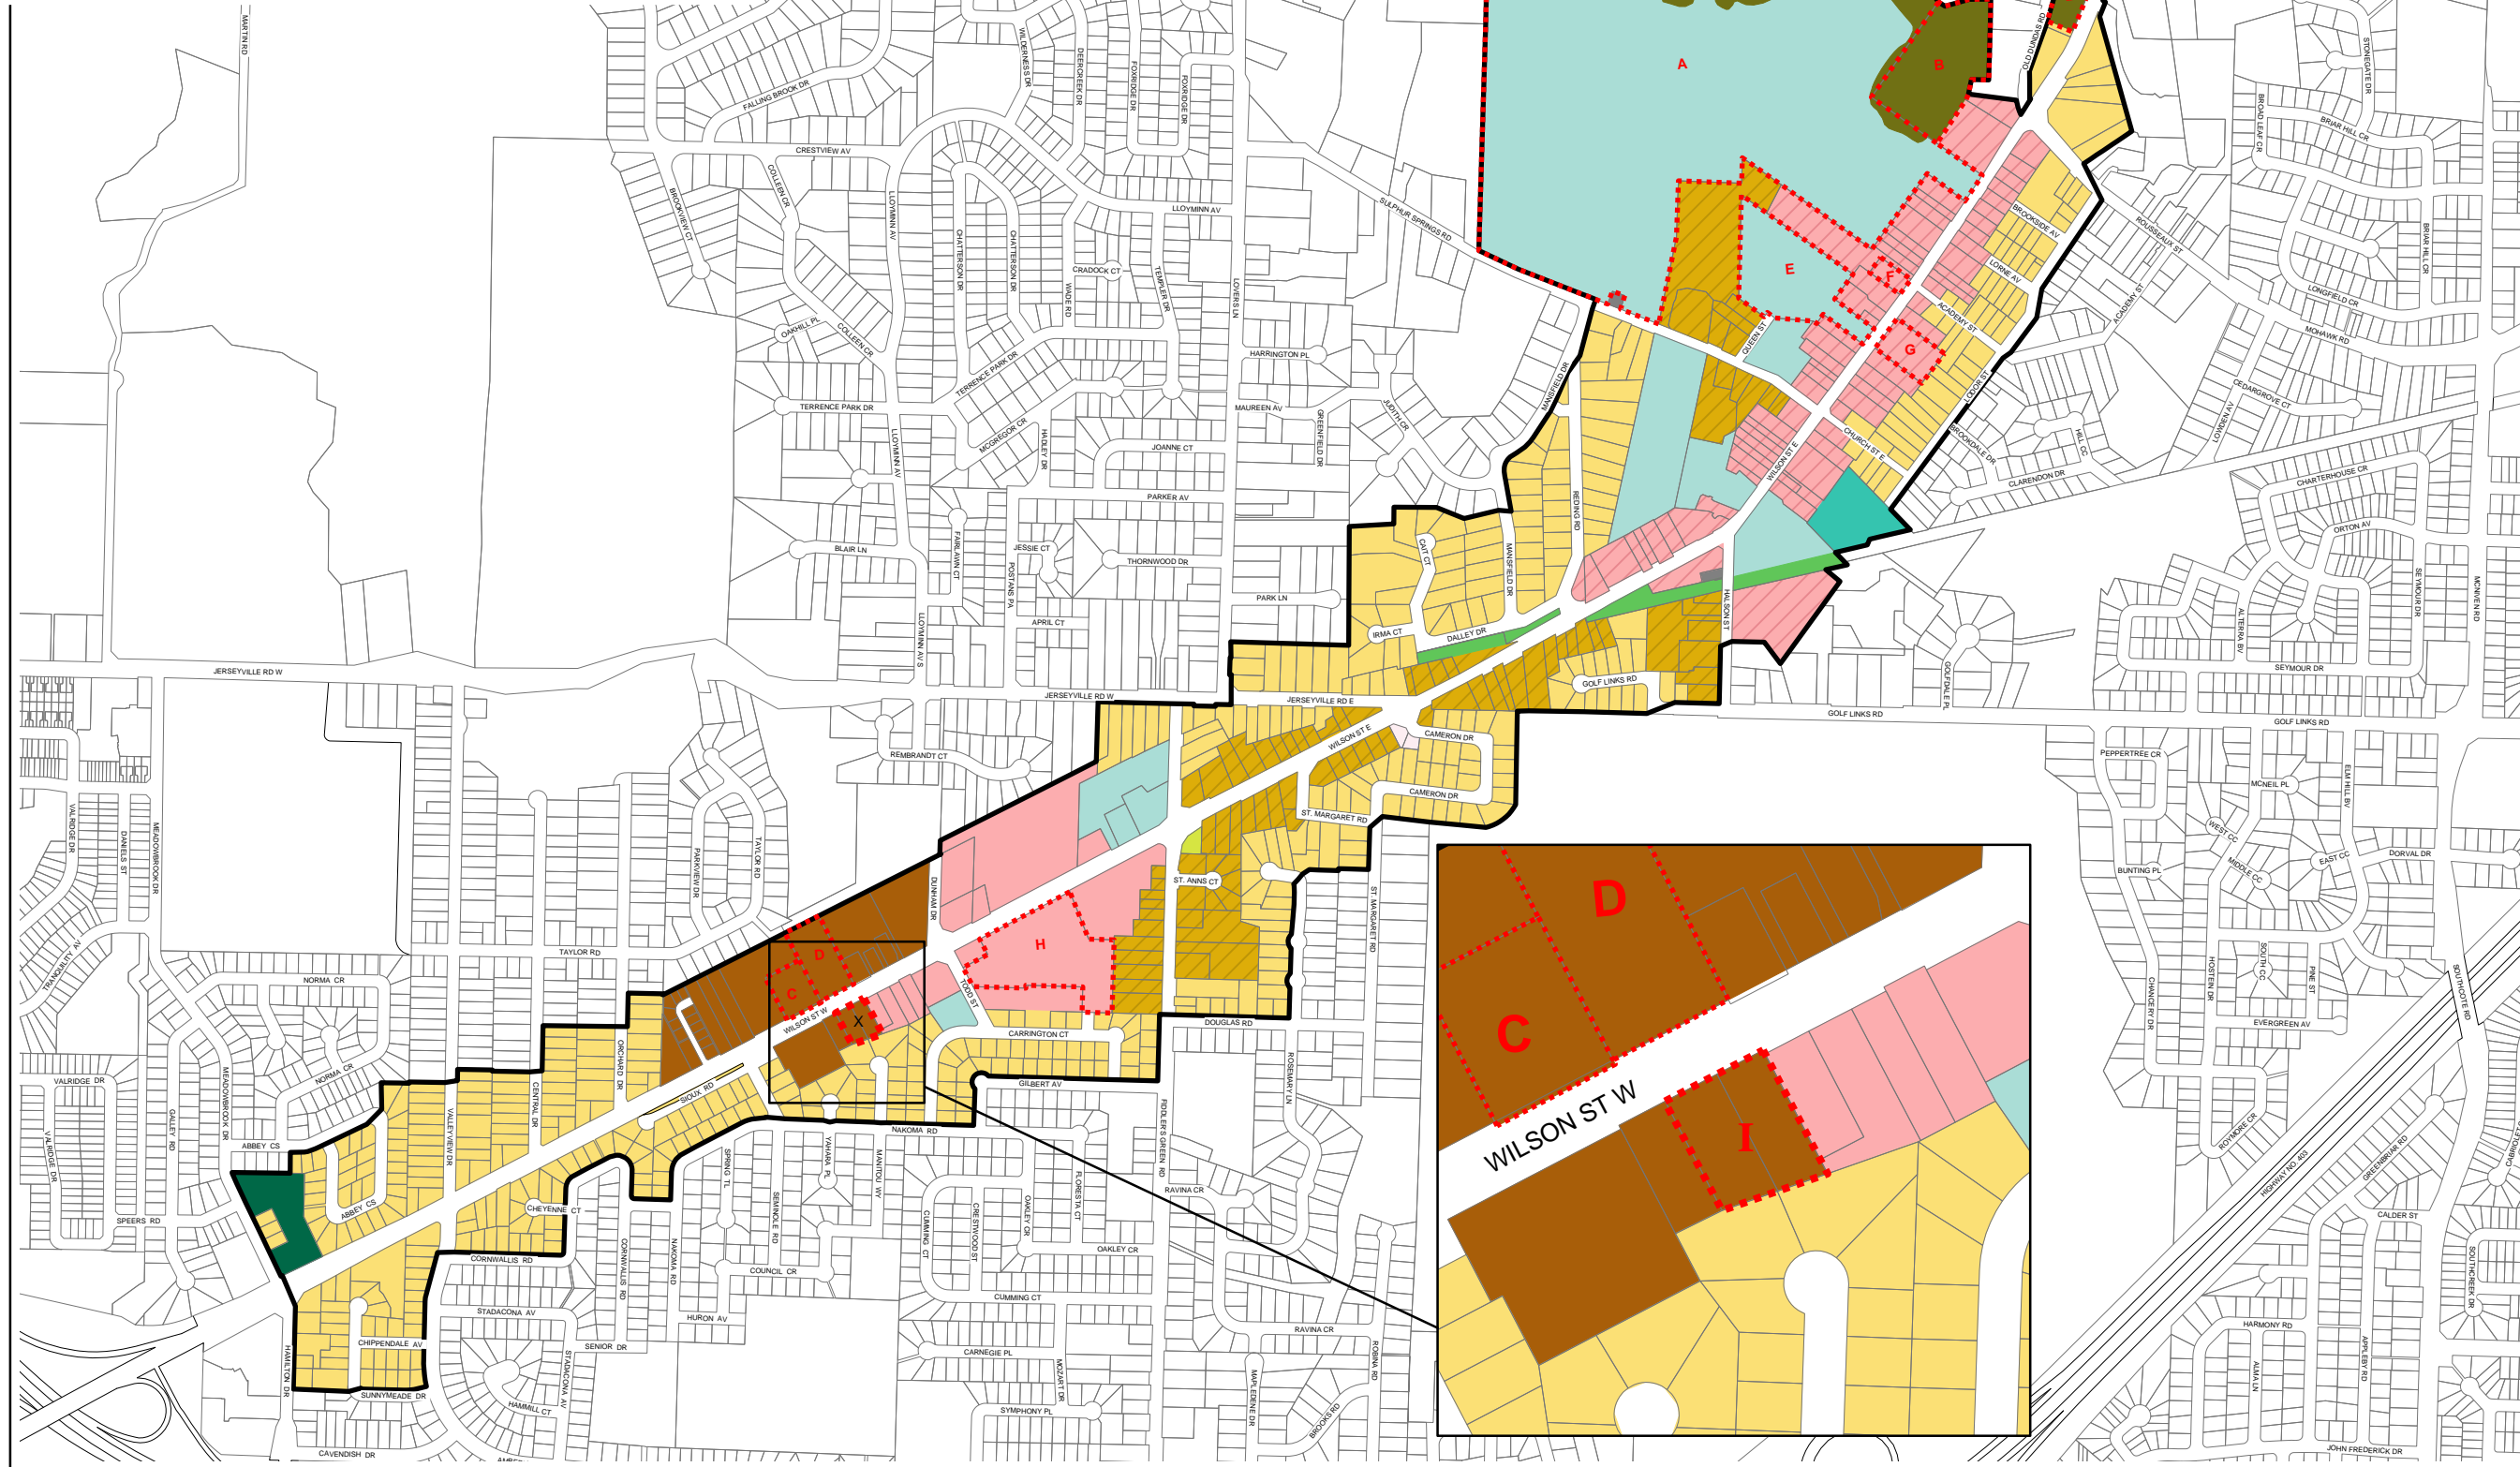 MARTIN RD
FALLING BROOK DR
WILDERNESS DR
DEERCREEK DR
FOXRIDGE DR
FOXRIDGE DR
A
B
OLD DUNDAS RD
STONEGATE DR
BROAD LEAF CR
BRIAR HILL CR
CRESTVIEW AV
COLLEEN CR
BROOKVIEW CT
LLOYMINN AV
LLOYMINN AV
CHATTERSON DR
CHATTERSON DR
SULPHUR SPRINGS RD
BROOKSIDE AV
ROUSSEAUX ST
BRIAR HILL CR
CRADOCK CT
WADE RD
TEMPLER DR
LOVERS LN
E
F
LORNE AV
ACADEMY ST
LONGFIELD CR
OAKHILL PL
COLLEEN CR
ACADEMY ST
MOHAWK RD
HARRINGTON PL
QUEEN ST
G
TERRENCE PARK DR
MANSFIELD DR
LODOR ST
CEDARGROVE CT
TERRENCE PARK DR
MAUREEN AV
JUDITH CR
GREENFIELD DR
LOWDEN AV
MCGREGOR CR
HADLEY DR
LLOYMINN AV
JOANNE CT
CHURCH ST E
BROOKDALE DR
HILL CC
WILSON ST E
CLARENDON DR
CHARTERHOUSE CR
PARKER AV
REDING RD
ORTON AV
BLAIR LN
FAIRLAWN CT
JESSIE CT
POSTANS PA
THORNWOOD DR
CAIT CT
MANSFIELD DR
SEYMOUR DR
MCNIVEN RD
PARK LN
HALSON ST
ALTERRA BV
APRIL CT
LLOYMINN AV S
IRMA CT
DALLEY DR
JERSEYVILLE RD W
SEYMOUR DR
GOLFDALE PL
GOLF LINKS RD
JERSEYVILLE RD W
JERSEYVILLE RD E
GOLF LINKS RD
GOLF LINKS RD
WILSON ST E
CAMERON DR
REMBRANDT CT
PEPPERTREE CR
MCNEIL PL
ELM HILL BV
CAMERON DR
ST. MARGARET RD
VALRIDGE DR
DANIELS ST
MEADOWBROOK DR
PARKVIEW DR
TAYLOR RD
WEST CC
MIDDLE CC
EAST CC
DORVAL DR
BUNTING PL
DUNHAM DR
ST. ANNS CT
ST. MARGARET RD
D
TRANQUILITY AV
TAYLOR RD
H
NORMA CR
D
C
TODD ST
SOUTH CC
HOSTEIN DR
PINE ST
CHANCERY DR
SOUTHCOTE RD
WILSON ST W
X
CARRINGTON CT
DOUGLAS RD
EVERGREEN AV
C
ORCHARD DR
VALRIDGE DR
NORMA CR
GILBERT AV
SIOUX RD
ROSEMARY LN
GALLEY RD
MEADOWBROOK DR
VALLEYVIEW DR
CENTRAL DR
FIDDLER'S GREEN RD
WILSON ST W
I
NAKOMA RD
ABBEY CS
VALRIDGE DR
SPRING TL
YAHARA PL
MANITOU WY
ROYMORE CR
GREENBRIAR RD
HIGHWAY NO. 403
SEMINOLE RD
FLORESTA CT
RAVINA CR
ABBEY CS
CHEYENNE CT
OAKLEY CR
CRESTWOOD ST
CUMMING CT
SPEERS RD
CALDER ST
OAKLEY CR
CORNWALLIS RD
CORNWALLIS RD
NAKOMA RD
COUNCIL CR
SOUTHCREEK DR
CUMMING CT
STADACONA AV
HURON AV
HARMONY RD
RAVINA CR
CHIPPENDALE AV
SENIOR DR
CARNEGIE PL
ROBINA RD
HAMILTON DR
STADACONA AV
MOZART DR
MAPLEDENE DR
ALMA LN
APPLEBY RD
SUNNYMEADE DR
HAMMILL CT
SYMPHONY PL
BROOKS RD
CAVENDISH DR
JOHN FREDERICK DR